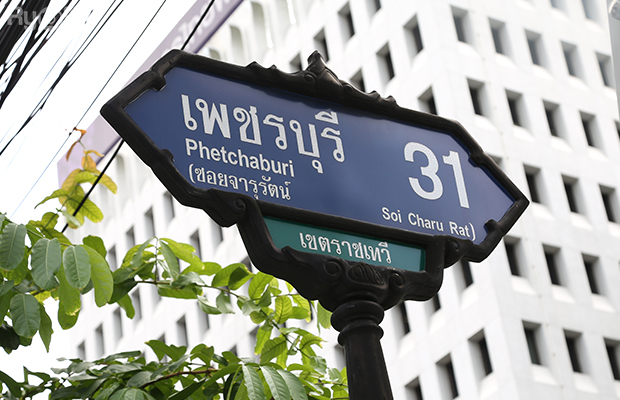 เพชรบุรี 31
Phetchaburi
(ซอยจารุรัตน์ Soi Charu Rat)
เขตราชเทวี